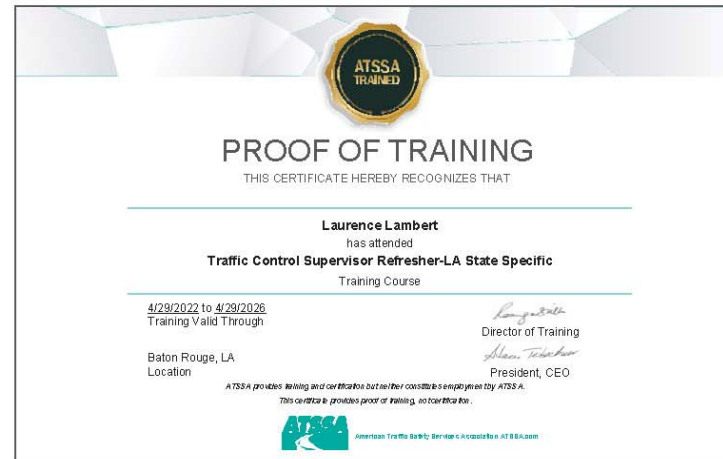 ATSSA
TRAINED
PROOF OF TRAINING
THIS CERTIFICATE HEREBY RECOGNIZES THAT
Laurence Lambert
has attended
Traffic Control Supervisor Refresher-LA State Specific
Training Course
4/29/2022 to 4/29/2026
Training Valid Through
Director of Training
Baton Rouge, LA
Location
President, CEO
ATSSA provides training and certification but neither constitutes employment by ATSSA.
This certificate provides proof of training, not certification.
ATSSA
American Traffic Safety Services Association ATSSA.com